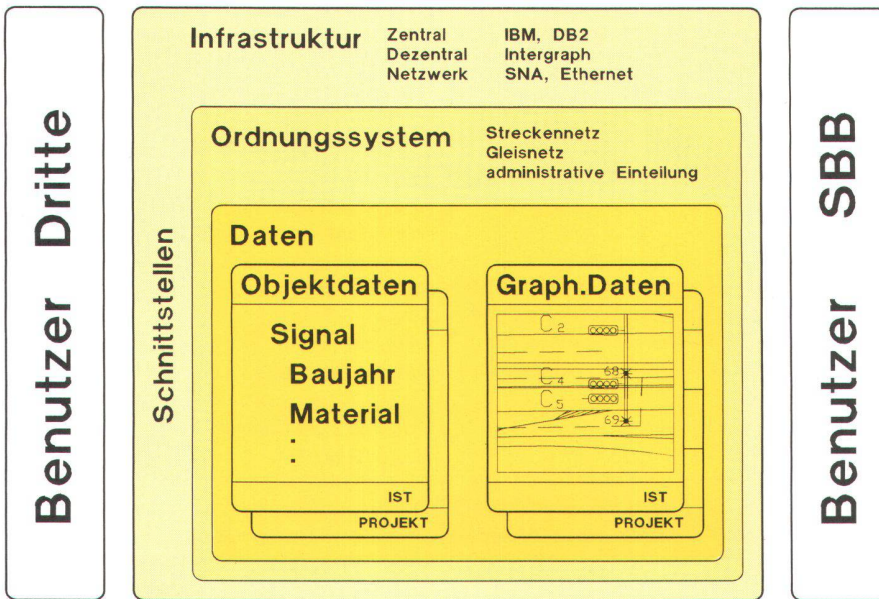 Benutzer Dritte
Infrastruktur
Zentral IBM, DB2
Dezentral Intergraph
Netzwerk SNA, Ethernet
Schnittstellen
Ordnungssystem
Streckennetz
Gleisnetz
administrative Einteilung
Daten
Objektdaten
Signal
Baujahr
Material
:
IST
PROJEKT
Graph.Daten
C2
68
C4
C5
69
IST
PROJEKT
Benutzer SBB